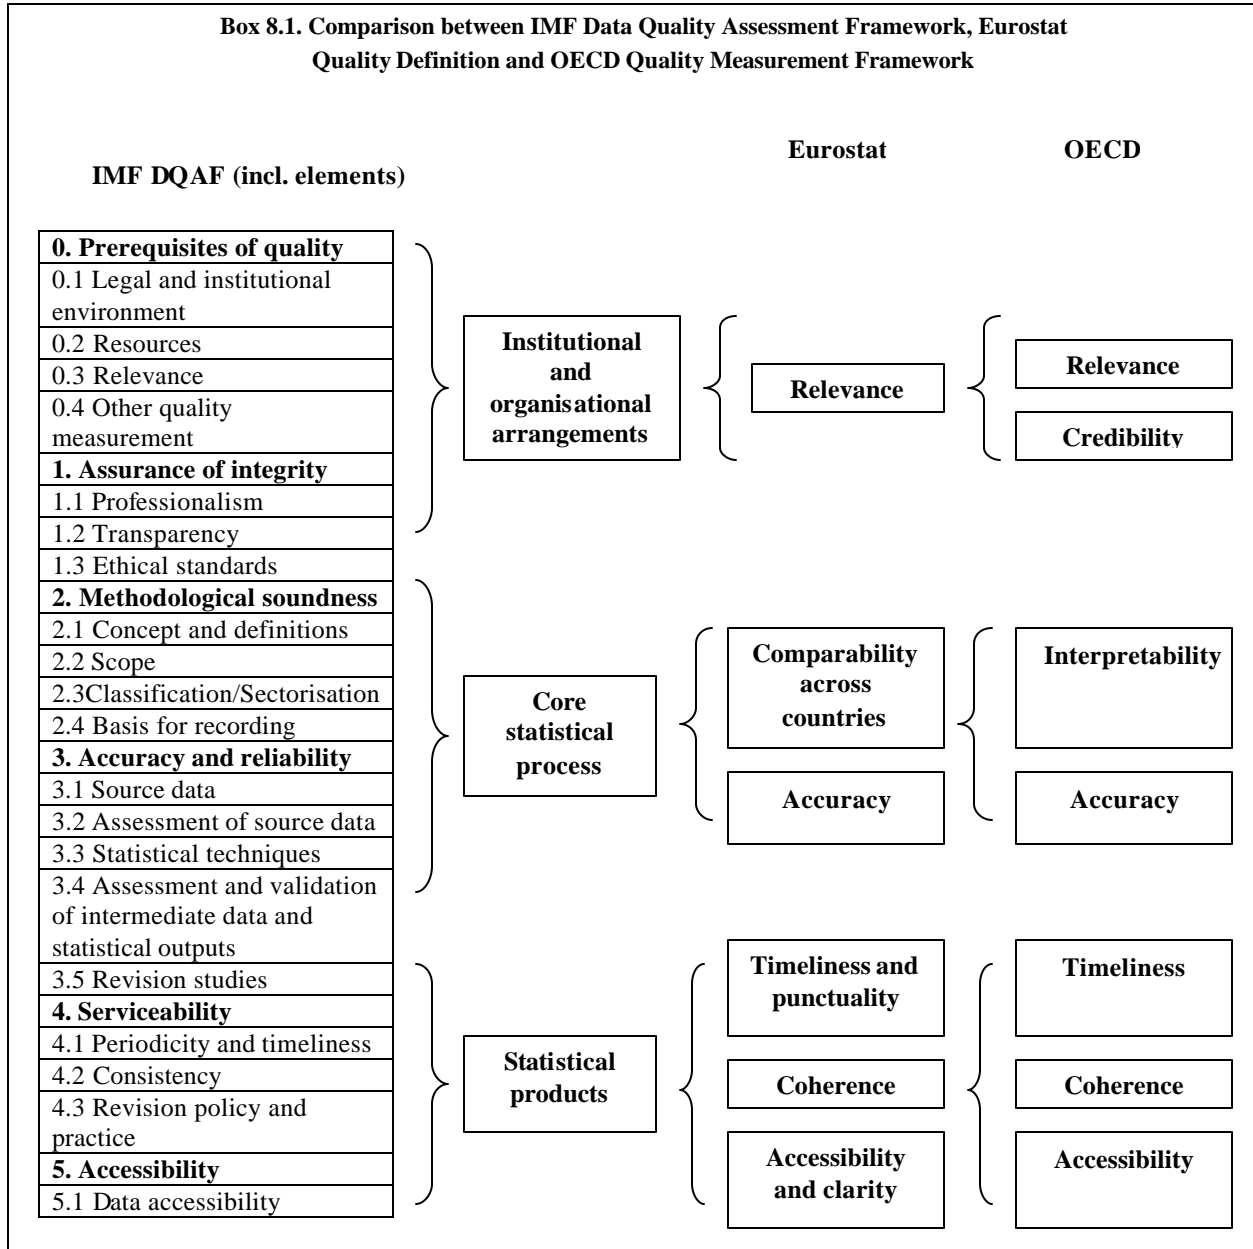 Box 8.1. Comparison between IMF Data Quality Assessment Framework, Eurostat
Quality Definition and OECD Quality Measurement Framework
Eurostat
OECD
IMF DQAF (incl. elements)
0. Prerequisites of quality
0.1 Legal and institutional
environment
0.2 Resources
0.3 Relevance
0.4 Other quality
measurement
1. Assurance of integrity
1.1 Professionalism
1.2 Transparency
1.3 Ethical standards
2. Methodological soundness
2.1 Concept and definitions
2.2 Scope
2.3Classification/Sectorisation
2.4 Basis for recording
3. Accuracy and reliability
3.1 Source data
3.2 Assessment of source data
3.3 Statistical techniques
3.4 Assessment and validation
of intermediate data and
statistical outputs
3.5 Revision studies
4. Serviceability
4.1 Periodicity and timeliness
4.2 Consistency
4.3 Revision policy and
practice
5. Accessibility
5.1 Data accessibility
Institutional
and
organisational
arrangements
Relevance
Relevance
Credibility
Core
statistical
process
Comparability
across
countries
Accuracy
Interpretability
Accuracy
Statistical
products
Timeliness and
punctuality
Coherence
Accessibility
and clarity
Timeliness
Coherence
Accessibility